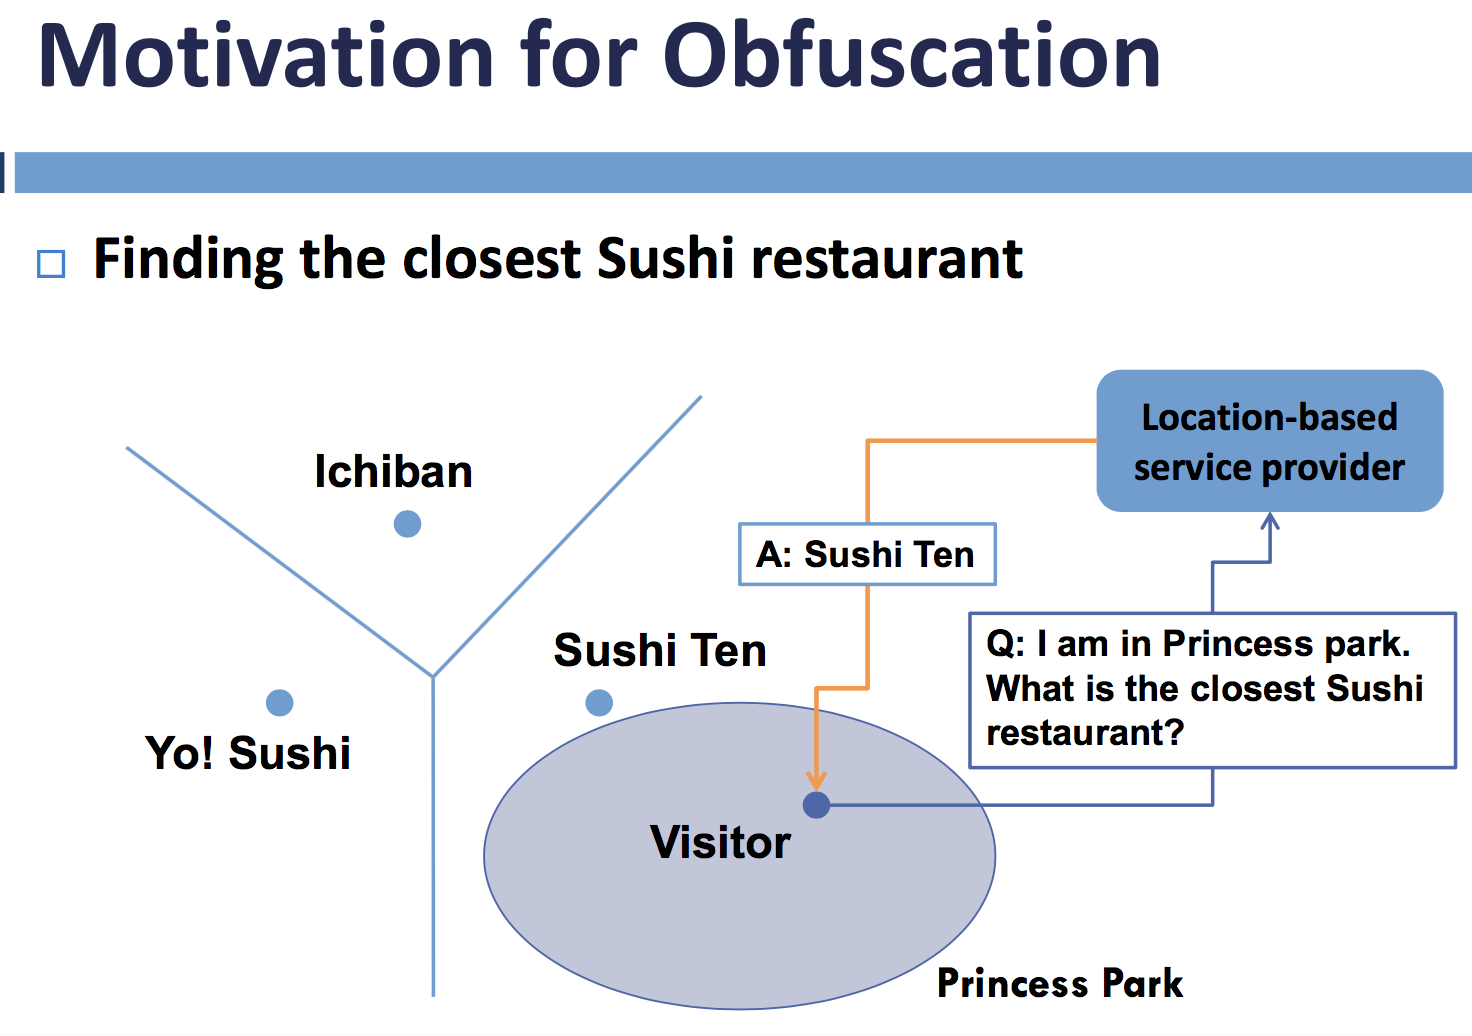 Motivation for Obfuscation
Finding the closest Sushi restaurant
Location-based
service provider
Ichiban
A: Sushi Ten
Q: I am in Princess park.
What is the closest Sushi
restaurant?
Sushi Ten
Yo! Sushi
Visitor
Princess Park